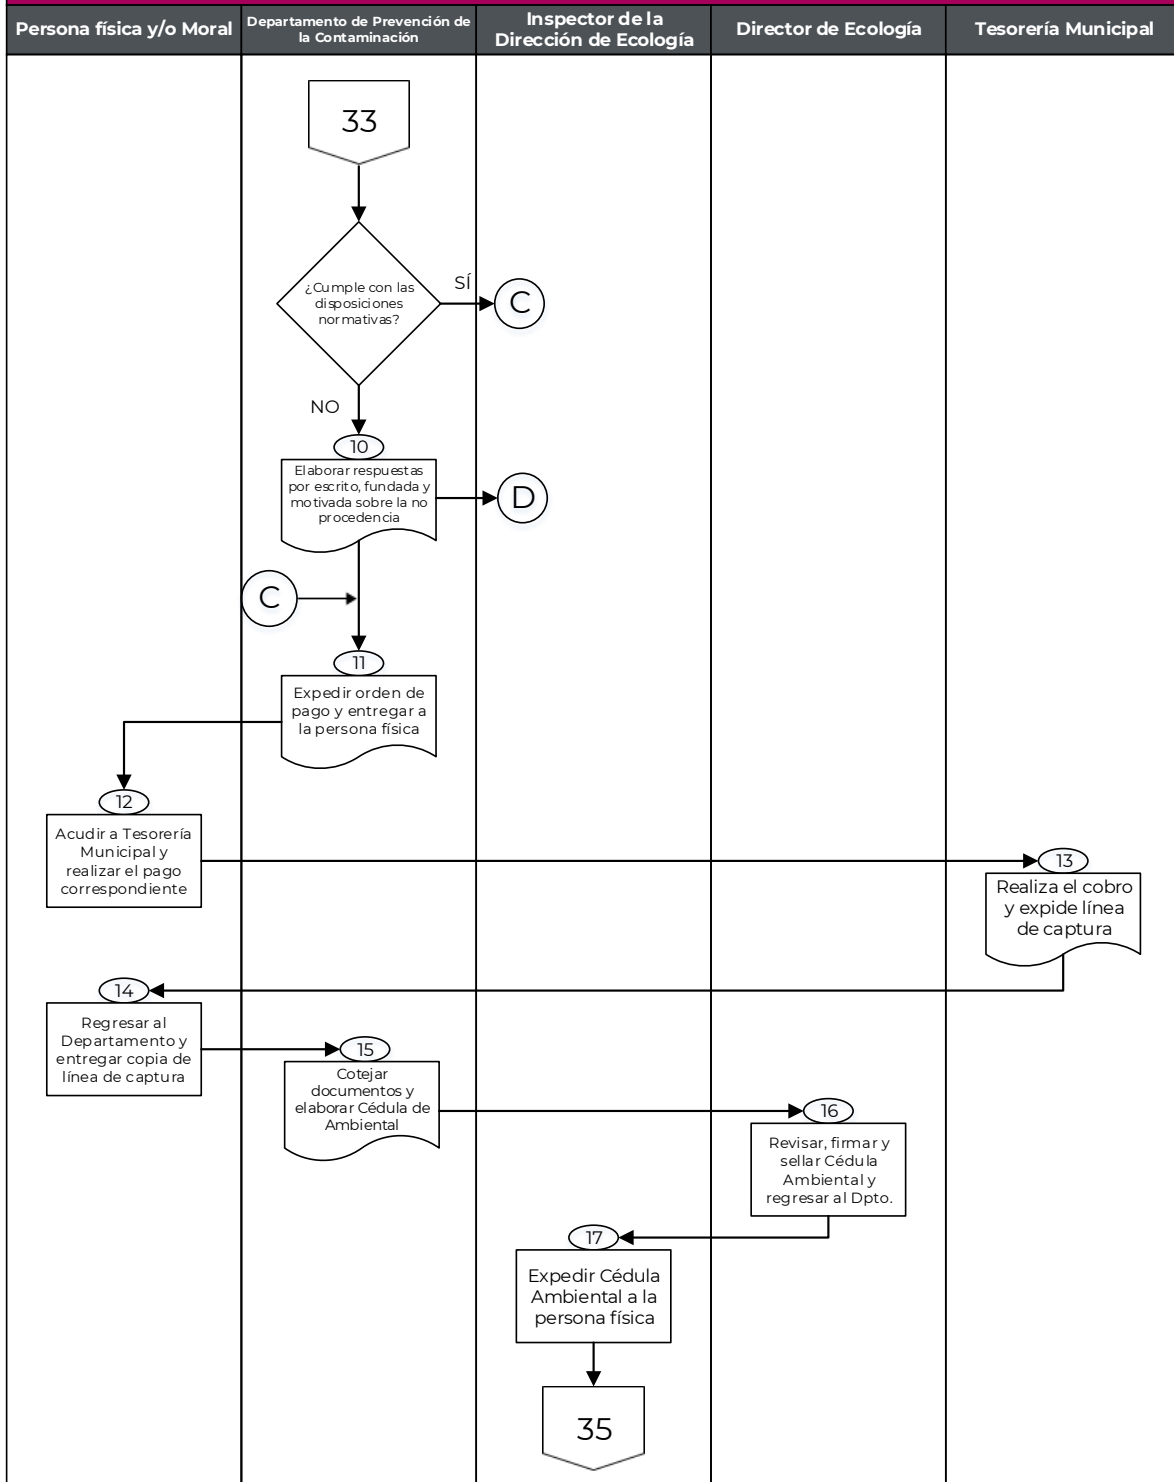 Persona física y/o Moral
Departamento de Prevención de
la Contaminación
Inspector de la
Dirección de Ecología
Director de Ecología
Tesorería Municipal
33
¿Cumple con las
disposiciones
normativas?
SÍ
C
NO
10
Elaborar respuestas
por escrito, fundada y
motivada sobre la no
procedencia
D
C
11
Expedir orden de
pago y entregar a
la persona física
12
Acudir a Tesorería
Municipal y
realizar el pago
correspondiente
13
Realiza el cobro
y expide línea
de captura
14
Regresar al
Departamento y
entregar copia de
línea de captura
15
Cotejar
documentos y
elaborar Cédula de
Ambiental
16
Revisar, firmar y
sellar Cédula
Ambiental y
regresar al Dpto.
17
Expedir Cédula
Ambiental a la
persona física
35